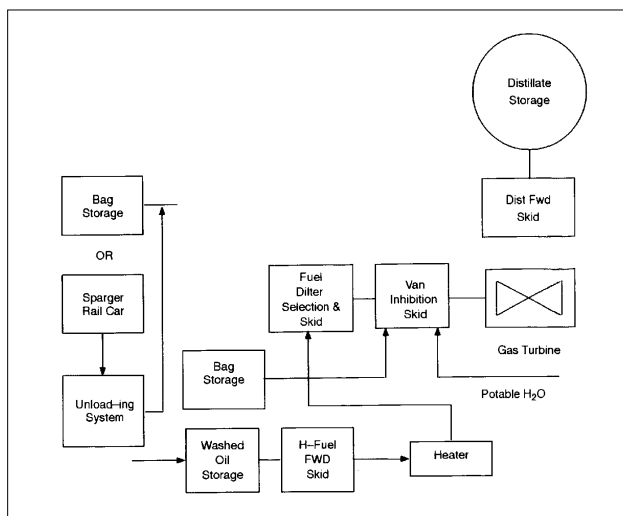 Distillate
Storage
Dist Fwd
Skid
Bag
Storage
OR
Sparger
Rail Car
Unload–ing
System
Fuel
Dilter
Selection &
Skid
Van
Inhibition
Skid
Gas Turbine
Bag
Storage
Potable H₂O
Washed
Oil
Storage
H–Fuel
FWD
Skid
Heater